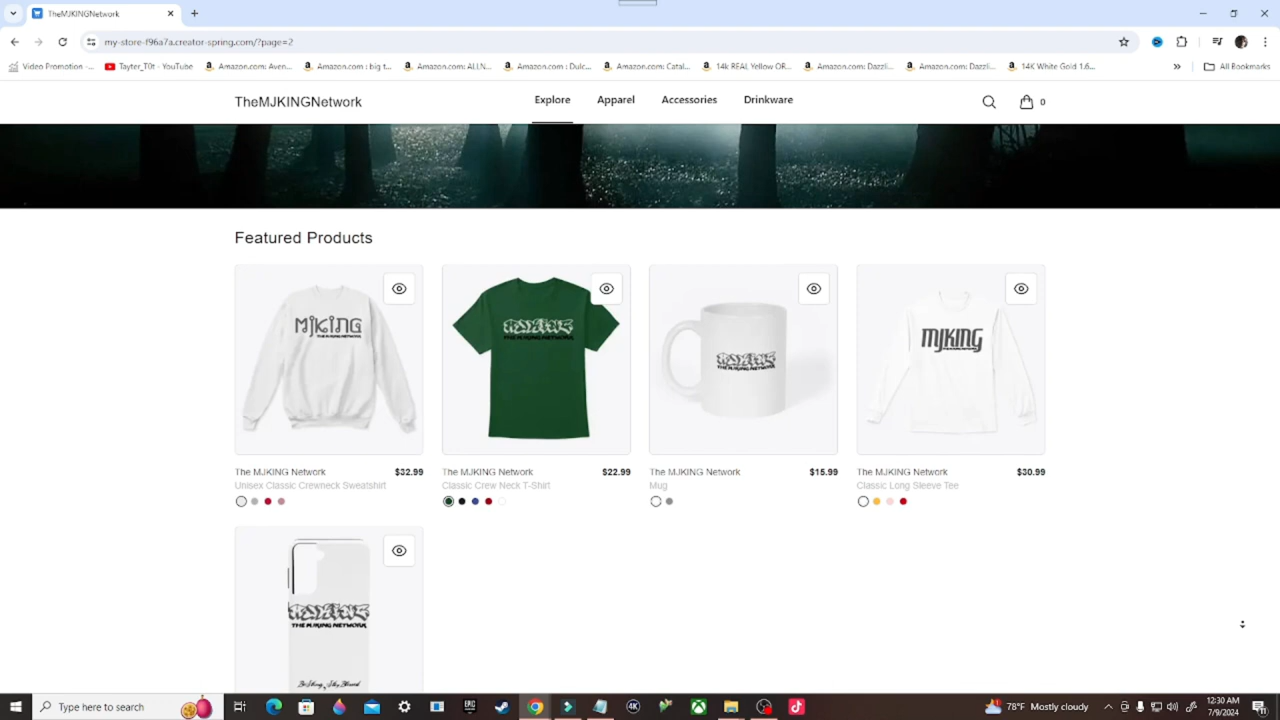 TheMJKINGNetwork
my-store-f96a7a.creator-spring.com/?page=2
Video Promotion -...
Tayter_T0t - YouTube
Amazon.com: Aven...
Amazon.com : big t...
Amazon.com: ALLN...
Amazon.com : Dulc...
Amazon.com: Catal...
14k REAL Yellow OR...
Amazon.com: Dazzli...
Amazon.com: Dazzli...
14K White Gold 1.6...
»
All Bookmarks
TheMJKINGNetwork
Explore
Apparel
Accessories
Drinkware
0
Featured Products
MJKING
THE MJKING NETWORK
MJKING
THE MJKING NETWORK
MJKING
THE MJKING NETWORK
MJKING
The MJKING Network $32.99
Unisex Classic Crewneck Sweatshirt
The MJKING Network $22.99
Classic Crew Neck T-Shirt
The MJKING Network $15.99
Mug
The MJKING Network $30.99
Classic Long Sleeve Tee
MJKING
THE MJKING NETWORK
Be Strong, Stay Blessed
Type here to search
EPIC
4K
78°F Mostly cloudy
12:30 AM
7/9/2024